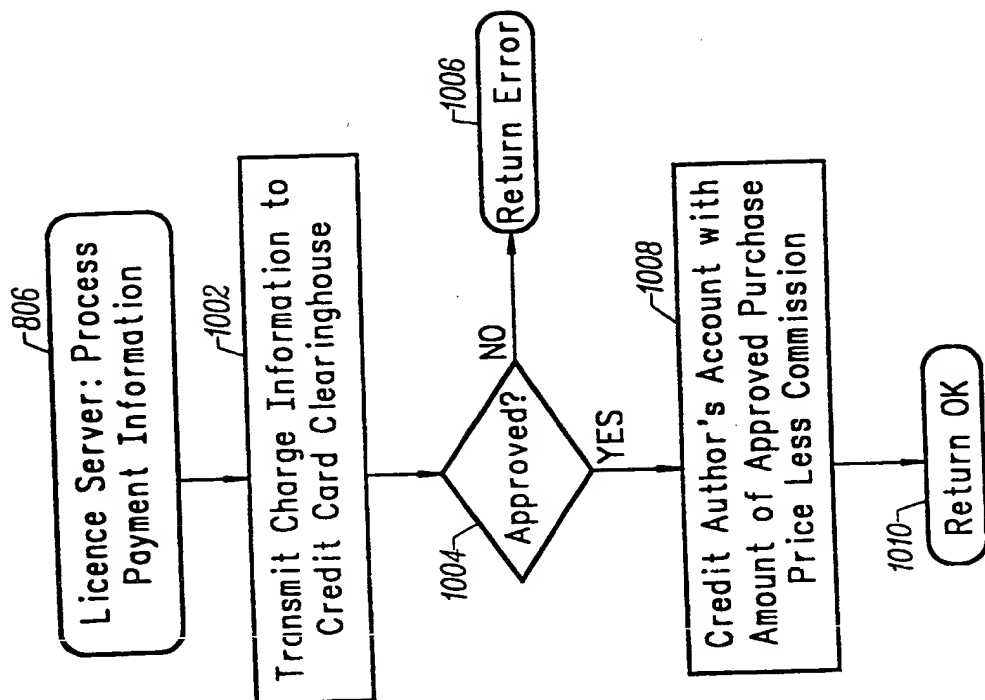 806
Licence Server: Process
Payment Information
1002
Transmit Charge Information to
Credit Card Clearinghouse
1004
Approved?
NO
1006
Return Error
YES
1008
Credit Author's Account with
Amount of Approved Purchase
Price Less Commission
1010
Return OK